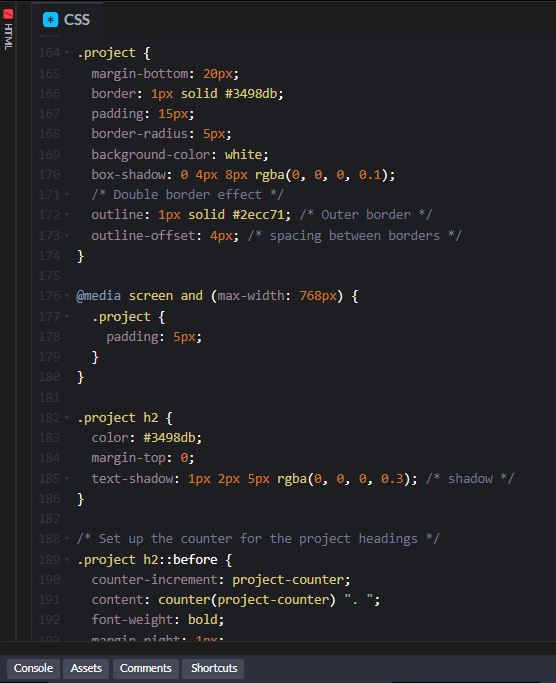 HTML
CSS
164 .project {
165 margin-bottom: 20px;
166 border: 1px solid #3498db;
167 padding: 15px;
168 border-radius: 5px;
169 background-color: white;
170 box-shadow: 0 4px 8px rgba(0, 0, 0, 0.1);
171 /* Double border effect */
172 outline: 1px solid #2ecc71; /* Outer border */
173 outline-offset: 4px; /* spacing between borders */
174 }
175
176 @media screen and (max-width: 768px) {
177 .project {
178 padding: 5px;
179 }
180 }
181
182 .project h2 {
183 color: #3498db;
184 margin-top: 0;
185 text-shadow: 1px 2px 5px rgba(0, 0, 0, 0.3); /* shadow */
186 }
187
188 /* Set up the counter for the project headings */
189 .project h2::before {
190 counter-increment: project-counter;
191 content: counter(project-counter) ". ";
192 font-weight: bold;
193 margin-right: 1px;
Console Assets Comments Shortcuts